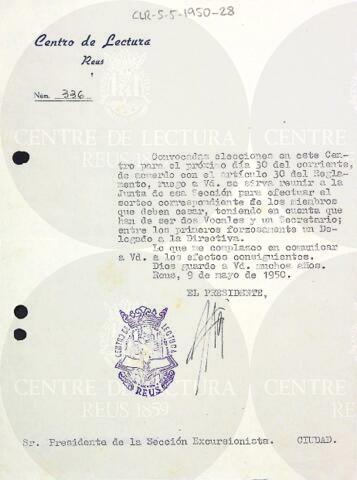 CLR-S-5-1950-28
Centro de Lectura
Reus
Núm. 336
Convocadas elecciones en este Cen-
tro para el próximo día 30 del corriente,
de acuerdo con el artículo 30 del Regla-
mento, ruego a Vd. se sirva reunir a la
Junta de esa Sección para efectuar el
sorteo correspondiente de los miembros
que deben cesar, teniendo en cuenta que
han de ser dos Vocales y un Secretario;
entre los primeros forzosamente un De-
legado a la Directiva.
Lo que me complazco en comunicar
a Vd. a los efectos consiguientes.
Dios guarde a Vd. muchos años.
Reus, 9 de mayo de 1950.
EL PRESIDENTE,
CENTRO DE LECTURA
REUS
Sr. Presidente de la Sección Excursionista. CIUDAD.
CENTRE DE LECTURA
REUS 1859
CENTRE DE LECTURA
REUS 1859